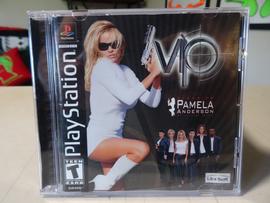 PlayStation
VIP
PAMELA
ANDERSON
TEEN
T
Ubi Soft